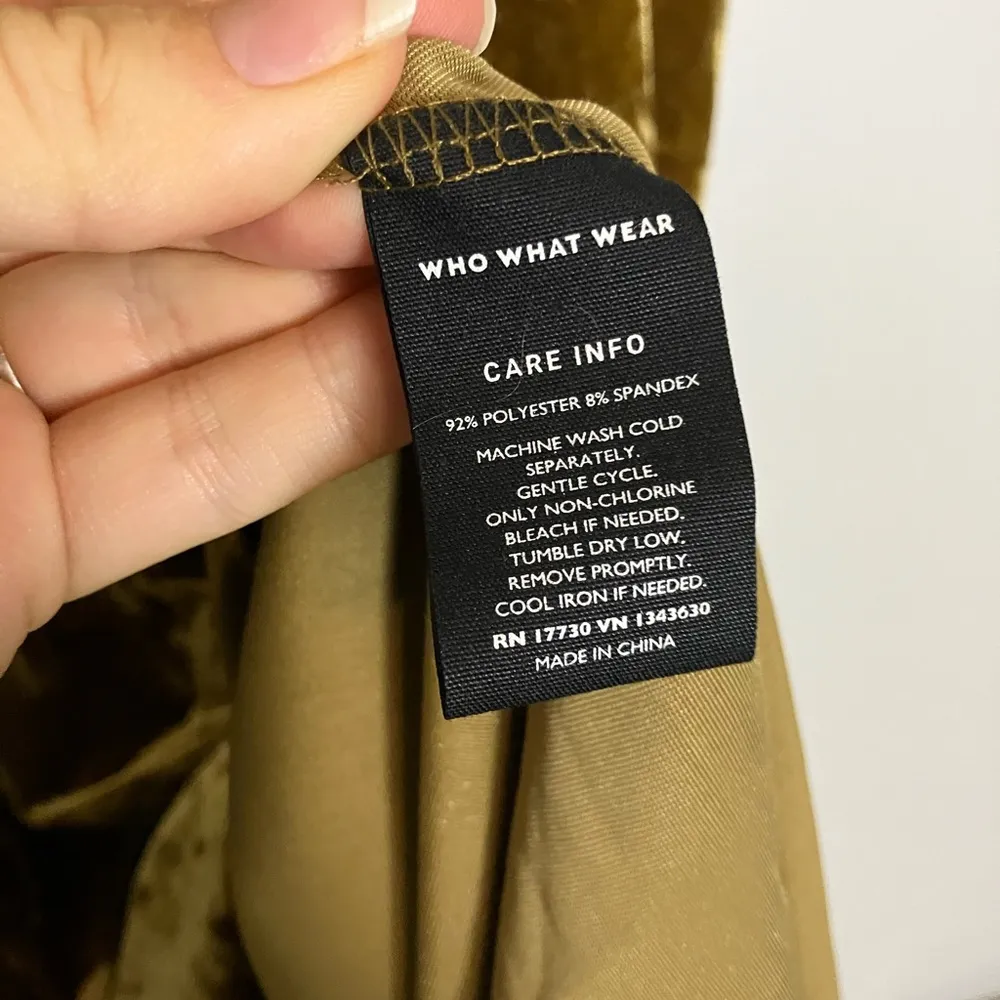 WHO WHAT WEAR
CARE INFO
92% POLYESTER 8% SPANDEX
MACHINE WASH COLD
SEPARATELY.
GENTLE CYCLE.
ONLY NON-CHLORINE
BLEACH IF NEEDED.
TUMBLE DRY LOW.
REMOVE PROMPTLY.
COOL IRON IF NEEDED.
RN 17730 VN 1343630
MADE IN CHINA